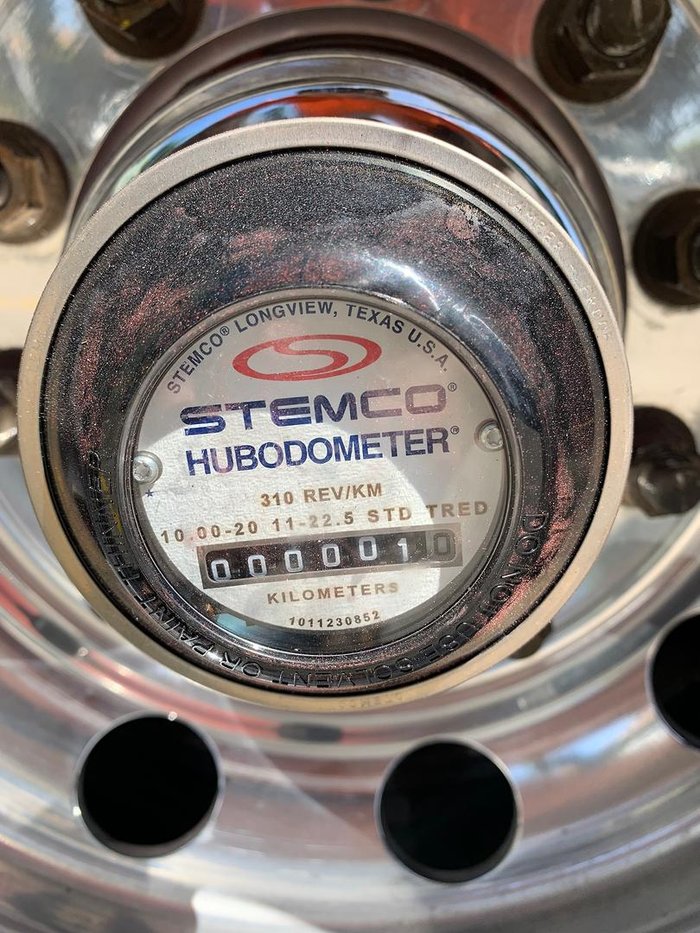 STEMCO® LONGVIEW, TEXAS U.S.A.
STEMCO®
HUBODOMETER®
310 REV/KM
10.00-20 11-22.5 STD TRED
0000010
KILOMETERS
1011230852
DO NOT USE SOLVENT OR PAINT THINNER